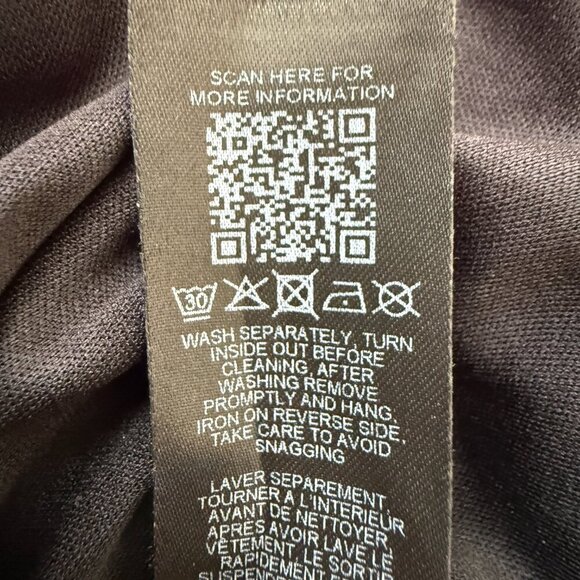 SCAN HERE FOR
MORE INFORMATION
30
WASH SEPARATELY, TURN
INSIDE OUT BEFORE
CLEANING, AFTER
WASHING REMOVE
PROMPTLY AND HANG,
IRON ON REVERSE SIDE,
TAKE CARE TO AVOID
SNAGGING
LAVER SEPAREMENT,
TOURNER A L'INTERIEUR
AVANT DE NETTOYER
APRES AVOIR LAVE LE
VÊTEMENT, LE SORTIR
RAPIDEMENT ET LE